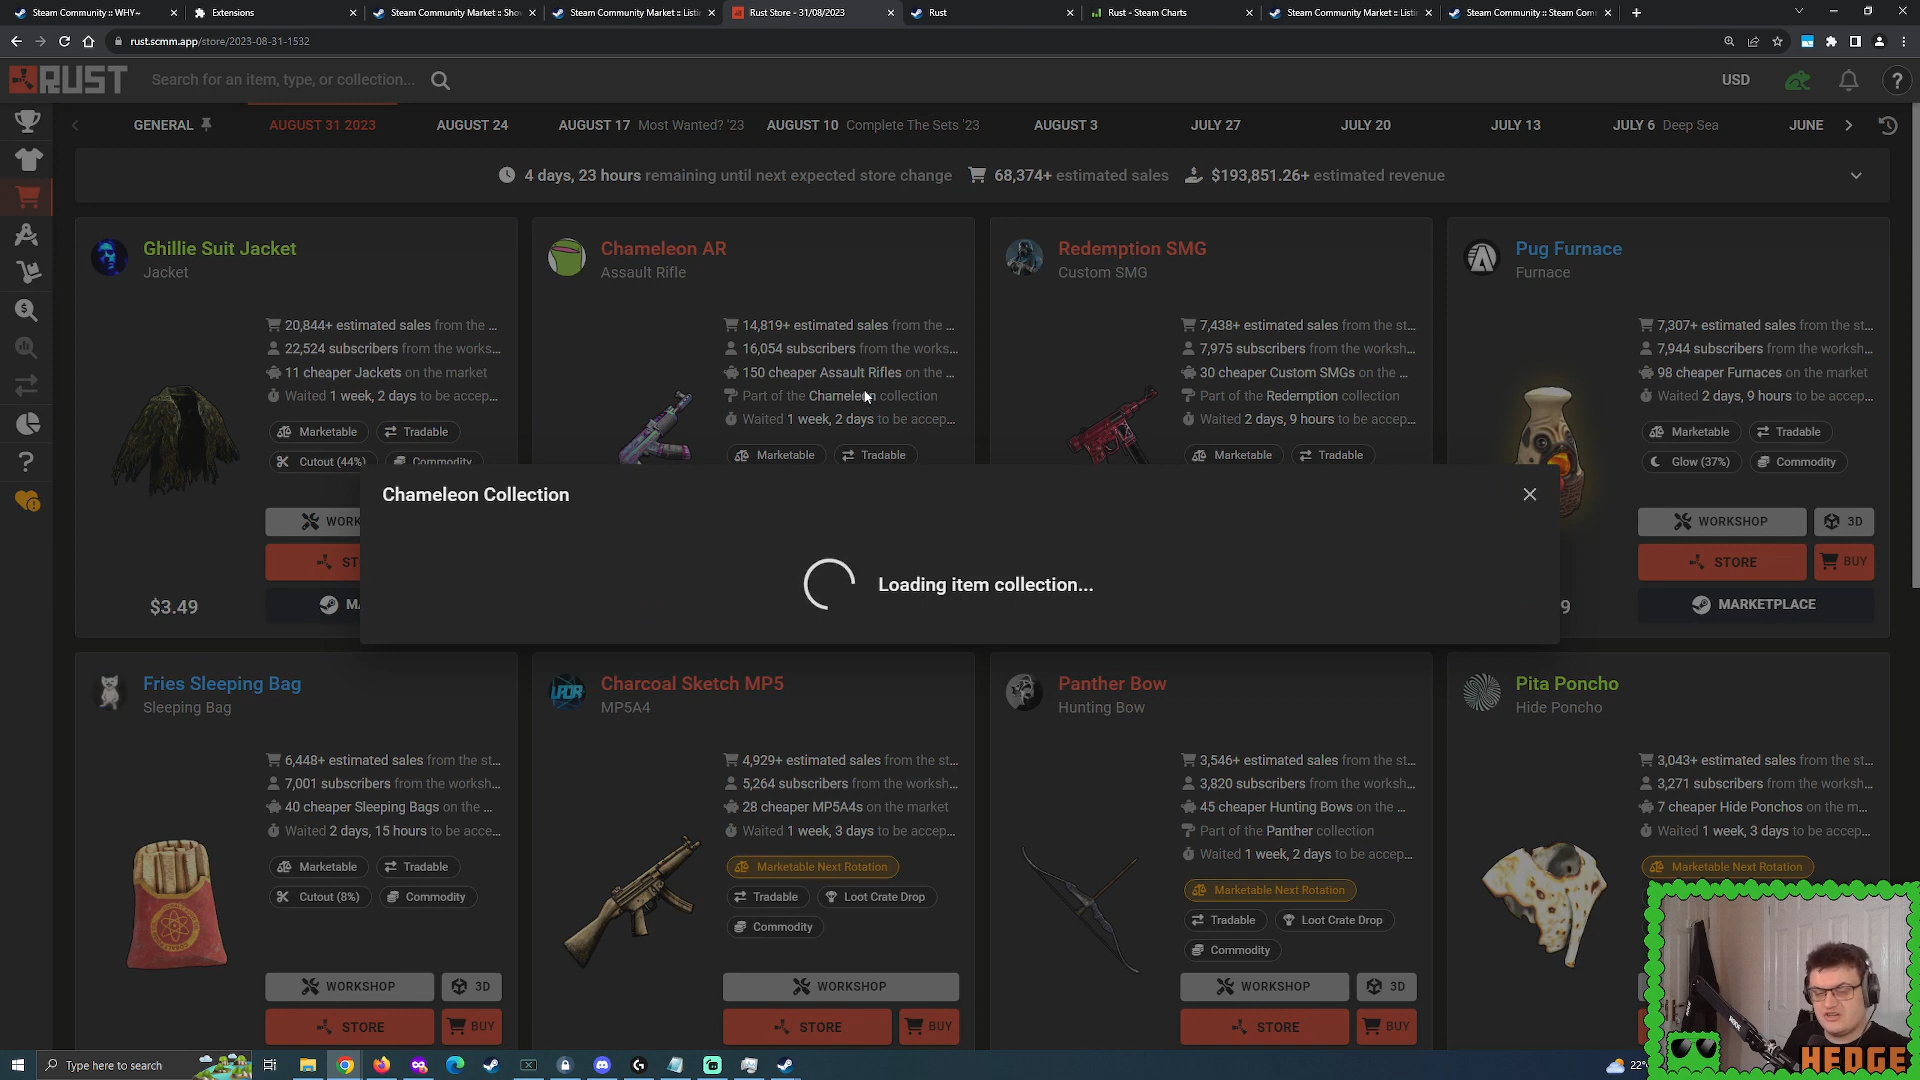 Steam Community :: WHY~
Extensions
Steam Community Market :: Show
Steam Community Market :: Listin
Rust Store - 31/08/2023
Rust
Rust - Steam Charts
Steam Community Market :: Listin
Steam Community :: Steam Com
rust.scmm.app/store/2023-08-31-1532
RUST
Search for an item, type, or collection...
USD
GENERAL
AUGUST 31 2023
AUGUST 24
AUGUST 17 Most Wanted? '23
AUGUST 10 Complete The Sets '23
AUGUST 3
JULY 27
JULY 20
JULY 13
JULY 6 Deep Sea
JUNE
4 days, 23 hours remaining until next expected store change
68,374+ estimated sales
$193,851.26+ estimated revenue
Ghillie Suit Jacket
Jacket
20,844+ estimated sales from the ...
22,524 subscribers from the works...
11 cheaper Jackets on the market
Waited 1 week, 2 days to be accep...
Marketable
Tradable
Cutout (44%)
Commodity
WORK
ST
$3.49
M
Chameleon AR
Assault Rifle
14,819+ estimated sales from the ...
16,054 subscribers from the works...
150 cheaper Assault Rifles on the ...
Part of the Chameleon collection
Waited 1 week, 2 days to be accep...
Marketable
Tradable
Redemption SMG
Custom SMG
7,438+ estimated sales from the st...
7,975 subscribers from the worksh...
30 cheaper Custom SMGs on the ...
Part of the Redemption collection
Waited 2 days, 9 hours to be accep...
Marketable
Tradable
Pug Furnace
Furnace
7,307+ estimated sales from the st...
7,944 subscribers from the worksh...
98 cheaper Furnaces on the market
Waited 2 days, 9 hours to be accep...
Marketable
Tradable
Glow (37%)
Commodity
WORKSHOP
3D
STORE
BUY
9
MARKETPLACE
Chameleon Collection
Loading item collection...
Fries Sleeping Bag
Sleeping Bag
6,448+ estimated sales from the st...
7,001 subscribers from the worksh...
40 cheaper Sleeping Bags on the ...
Waited 2 days, 15 hours to be acce...
Marketable
Tradable
Cutout (8%)
Commodity
WORKSHOP
3D
STORE
BUY
Charcoal Sketch MP5
MP5A4
4,929+ estimated sales from the st...
5,264 subscribers from the worksh...
28 cheaper MP5A4s on the market
Waited 1 week, 3 days to be accep...
Marketable Next Rotation
Tradable
Loot Crate Drop
Commodity
WORKSHOP
STORE
BUY
Panther Bow
Hunting Bow
3,546+ estimated sales from the st...
3,820 subscribers from the worksh...
45 cheaper Hunting Bows on the ...
Part of the Panther collection
Waited 1 week, 2 days to be accep...
Marketable Next Rotation
Tradable
Loot Crate Drop
Commodity
WORKSHOP
3D
STORE
BUY
Pita Poncho
Hide Poncho
3,043+ estimated sales from the st...
3,271 subscribers from the worksh...
7 cheaper Hide Ponchos on the m...
Waited 1 week, 3 days to be accep...
Marketable Next Rotation
Type here to search
22°
HEDGE